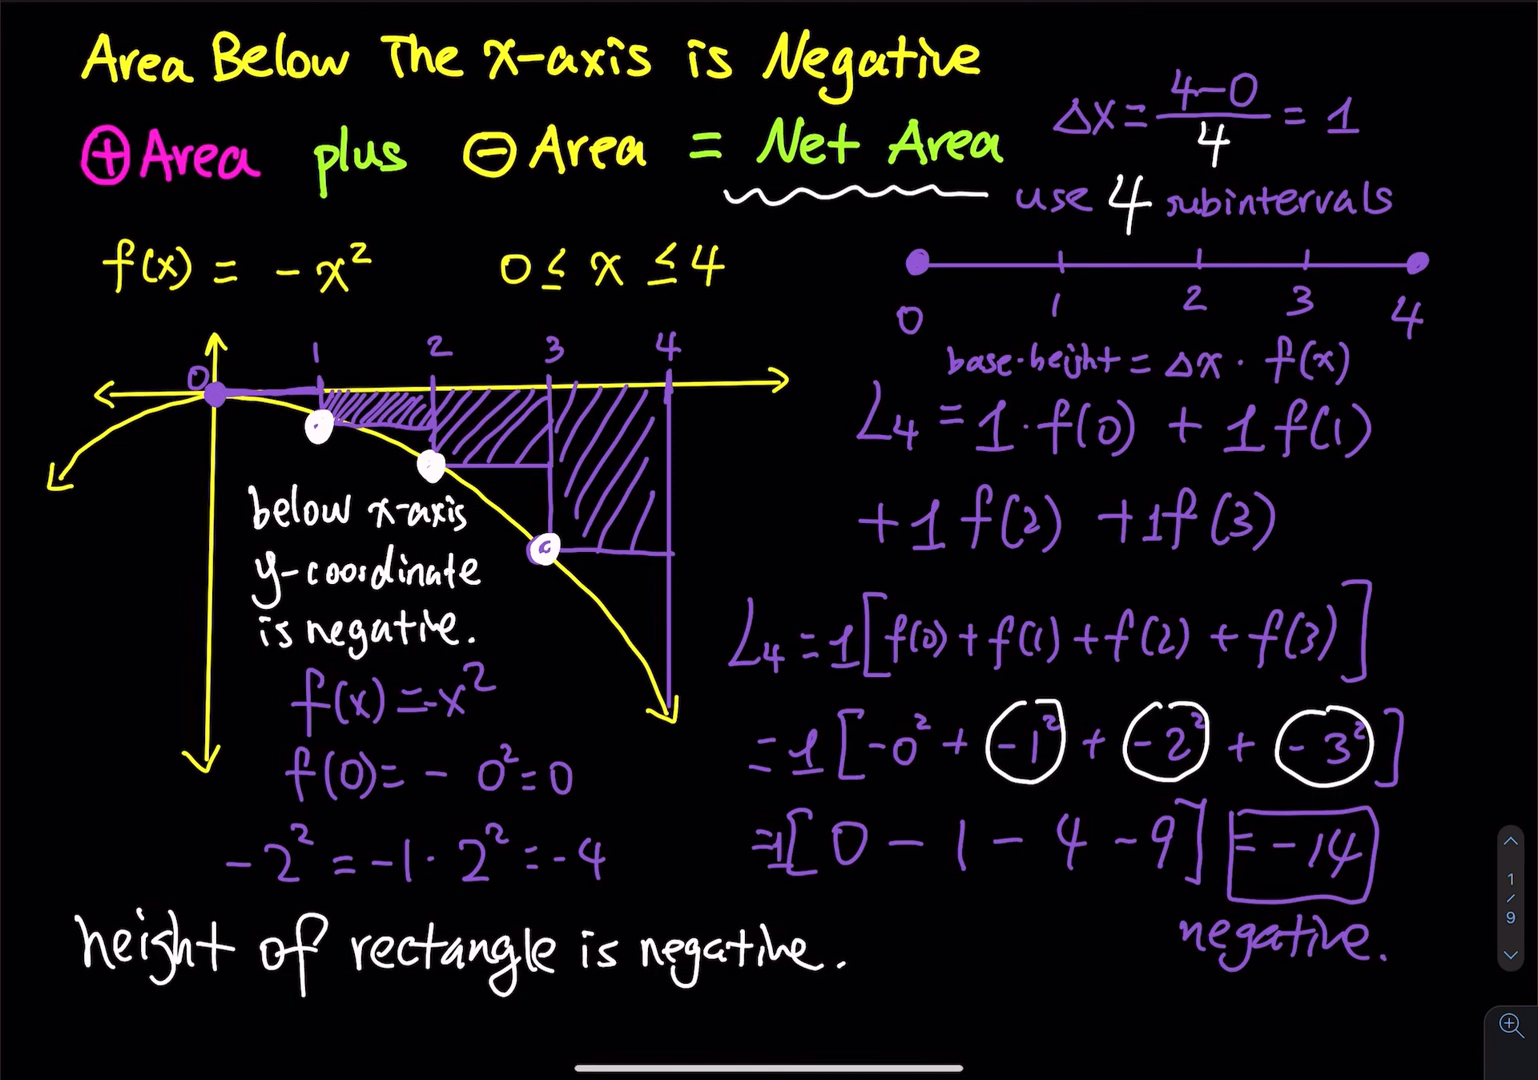 Area Below The x-axis is Negative
⊕ Area plus ⊖ Area = Net Area
Δx = (4-0)/4 = 1
use 4 subintervals
f(x) = -x² 0 ≤ x ≤ 4
0 1 2 3 4
0 1 2 3 4
base·height = Δx · f(x)
L₄ = 1·f(0) + 1f(1)
+1f(2) +1f(3)
below x-axis
y-coordinate
is negative.
f(x) = -x²
f(0) = - 0² = 0
-2² = -1·2² = -4
L₄ = 1[f(0) + f(1) + f(2) + f(3)]
= 1[-0² + -1² + -2² + -3²]
= 1[0 - 1 - 4 - 9] = -14
negative.
height of rectangle is negative.
1
/
9